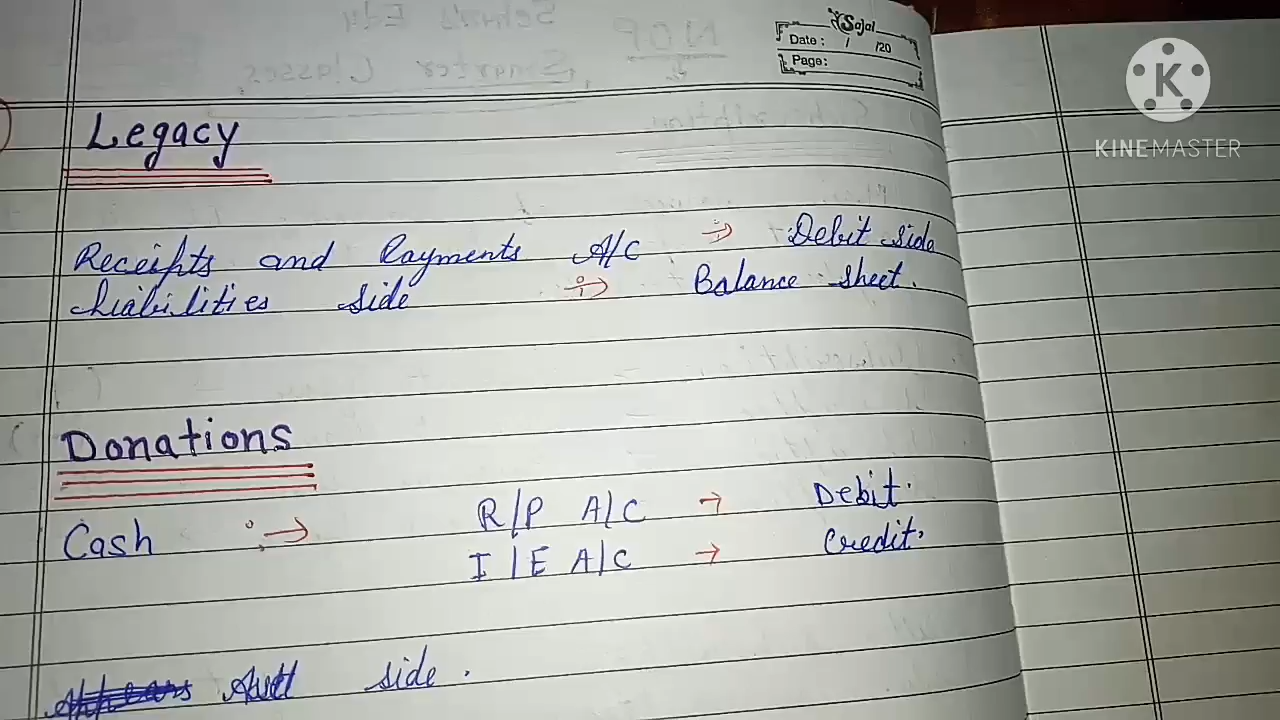 Sajal
Date : / /20
Page:
K
KINEMASTER
Legacy
Receipts and Payments A/C → Debit side
Liabilities side → Balance sheet.
Donations
Cash → R/P A/C → Debit.
I/E A/C → Credit.
side.